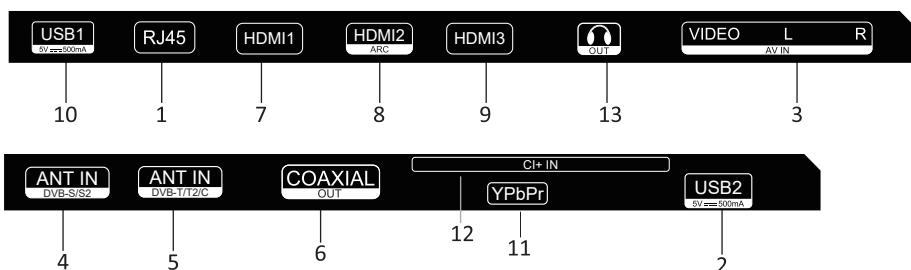 USB1 RJ45 HDMI1 HDMI2 HDMI3 VIDEO L R
5V⎓500mA ARC OUT AV IN
10 1 7 8 9 13 3
CI+ IN
ANT IN ANT IN COAXIAL YPbPr USB2
DVB-S/S2 DVB-T/T2/C OUT 5V⎓500mA
4 5 6 12 11 2